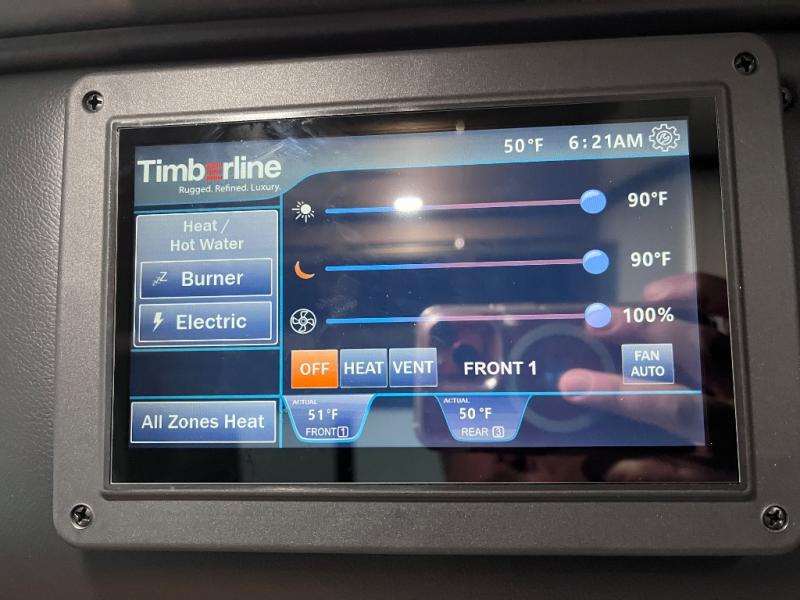 50°F 6:21AM
Timberline
Rugged. Refined. Luxury.
90°F
Heat /
Hot Water
zZ Burner
90°F
Electric
100%
OFF HEAT VENT FRONT 1 FAN
AUTO
All Zones Heat
ACTUAL
51°F
FRONT 1
ACTUAL
50 °F
REAR 3